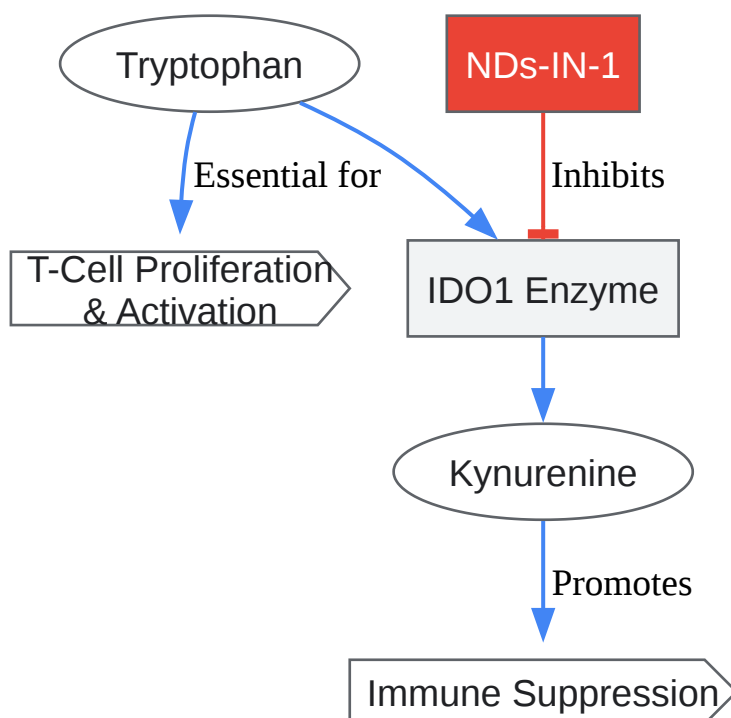 Tryptophan
NDs-IN-1
Essential for
Inhibits
T-Cell Proliferation
& Activation
IDO1 Enzyme
Kynurenine
Promotes
Immune Suppression